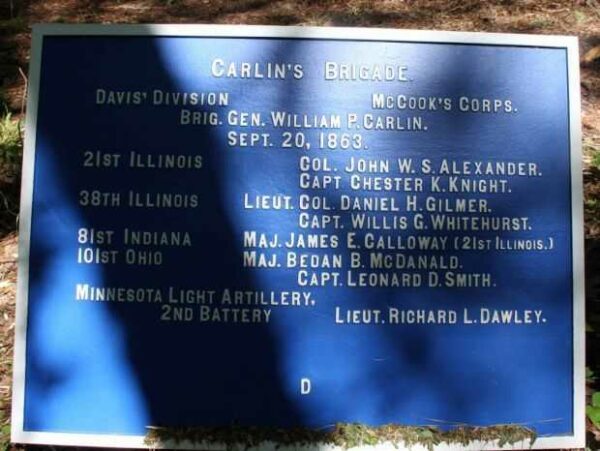 CARLIN'S BRIGADE.
DAVIS' DIVISION McCOOK'S CORPS.
BRIG. GEN. WILLIAM P. CARLIN.
SEPT. 20, 1863.
21ST ILLINOIS COL. JOHN W. S. ALEXANDER.
CAPT CHESTER K. KNIGHT.
38TH ILLINOIS LIEUT. COL. DANIEL H. GILMER.
CAPT. WILLIS G. WHITEHURST.
81ST INDIANA MAJ. JAMES E. CALLOWAY (21ST ILLINOIS.)
101ST OHIO MAJ. BEDAN B. MCDANALD.
CAPT. LEONARD D. SMITH.
MINNESOTA LIGHT ARTILLERY,
2ND BATTERY LIEUT. RICHARD L. DAWLEY.
D